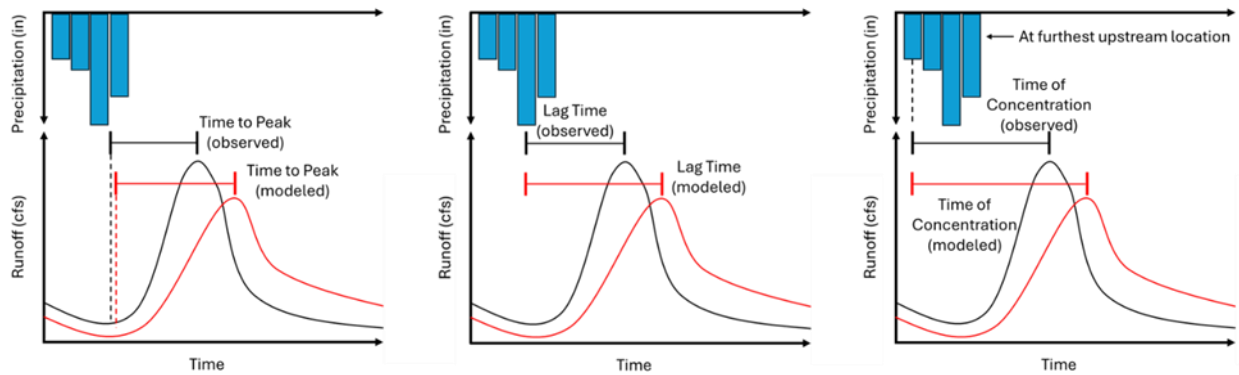 Precipitation (in)
Runoff (cfs)
Time to Peak
(observed)
Time to Peak
(modeled)
Time
Precipitation (in)
Runoff (cfs)
Lag Time
(observed)
Lag Time
(modeled)
Time
Precipitation (in)
Runoff (cfs)
At furthest upstream location
Time of
Concentration
(observed)
Time of
Concentration
(modeled)
Time